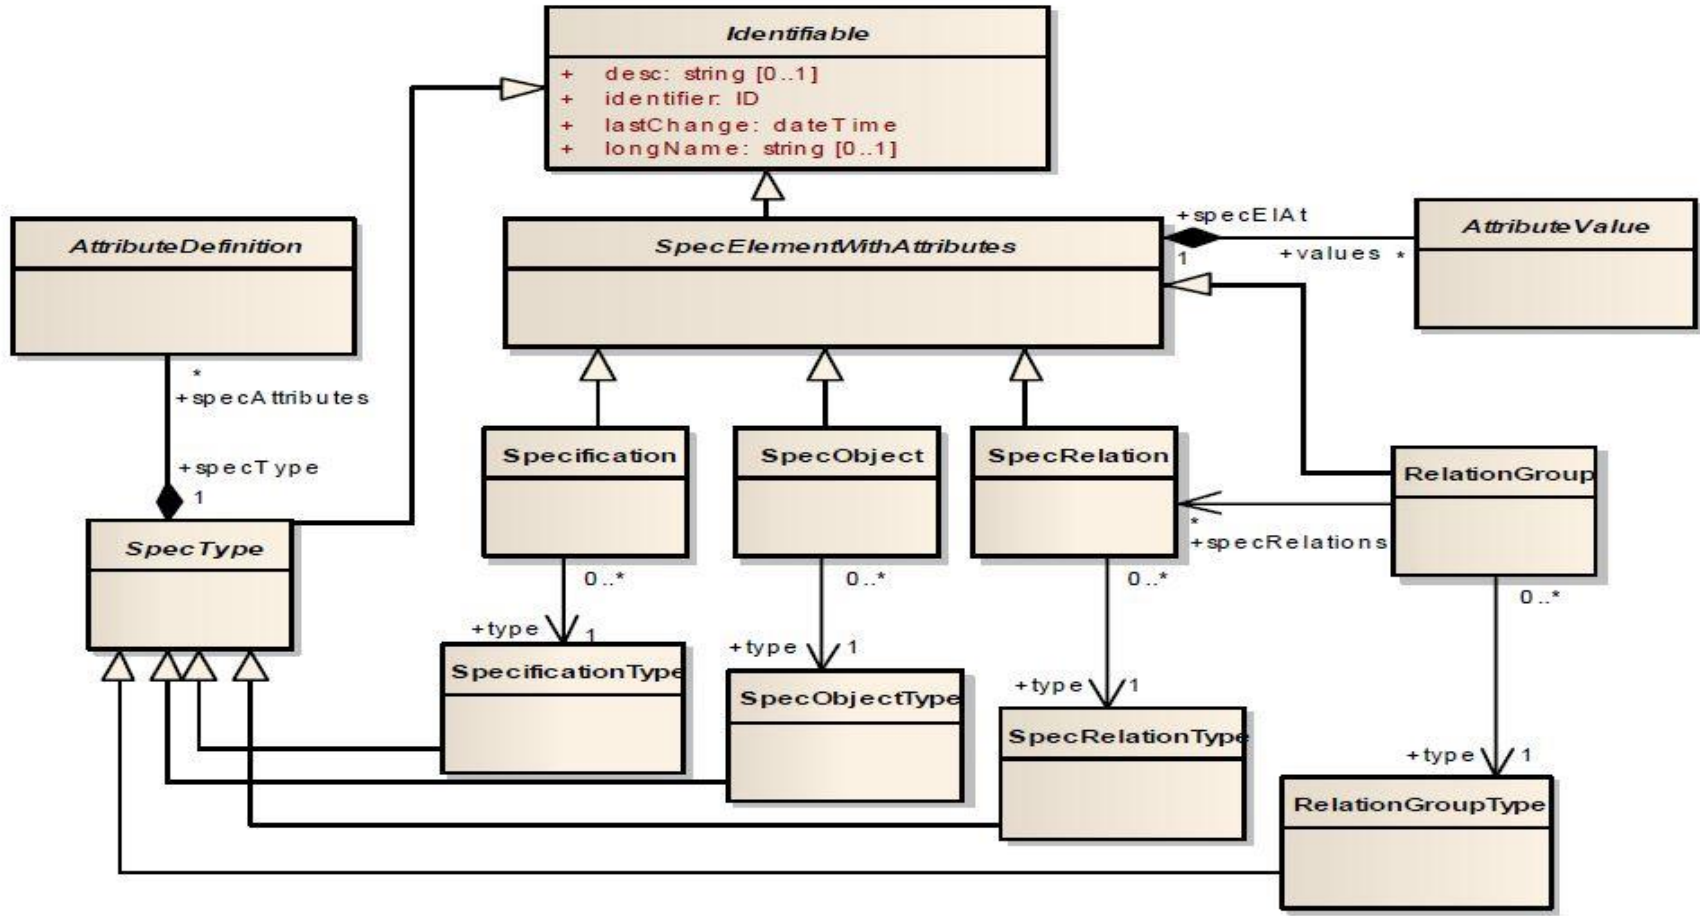 Identifiable
+ desc: string [0..1]
+ identifier: ID
+ lastChange: dateTime
+ longName: string [0..1]
AttributeDefinition
SpecElementWithAttributes
+specElAt
1
+values *
AttributeValue
*
+specAttributes
+specType
1
SpecType
Specification
SpecObject
SpecRelation
RelationGroup
*
+specRelations
0..*
0..*
0..*
0..*
+type 1
SpecificationType
+type 1
SpecObjectType
+type 1
SpecRelationType
+type 1
RelationGroupType